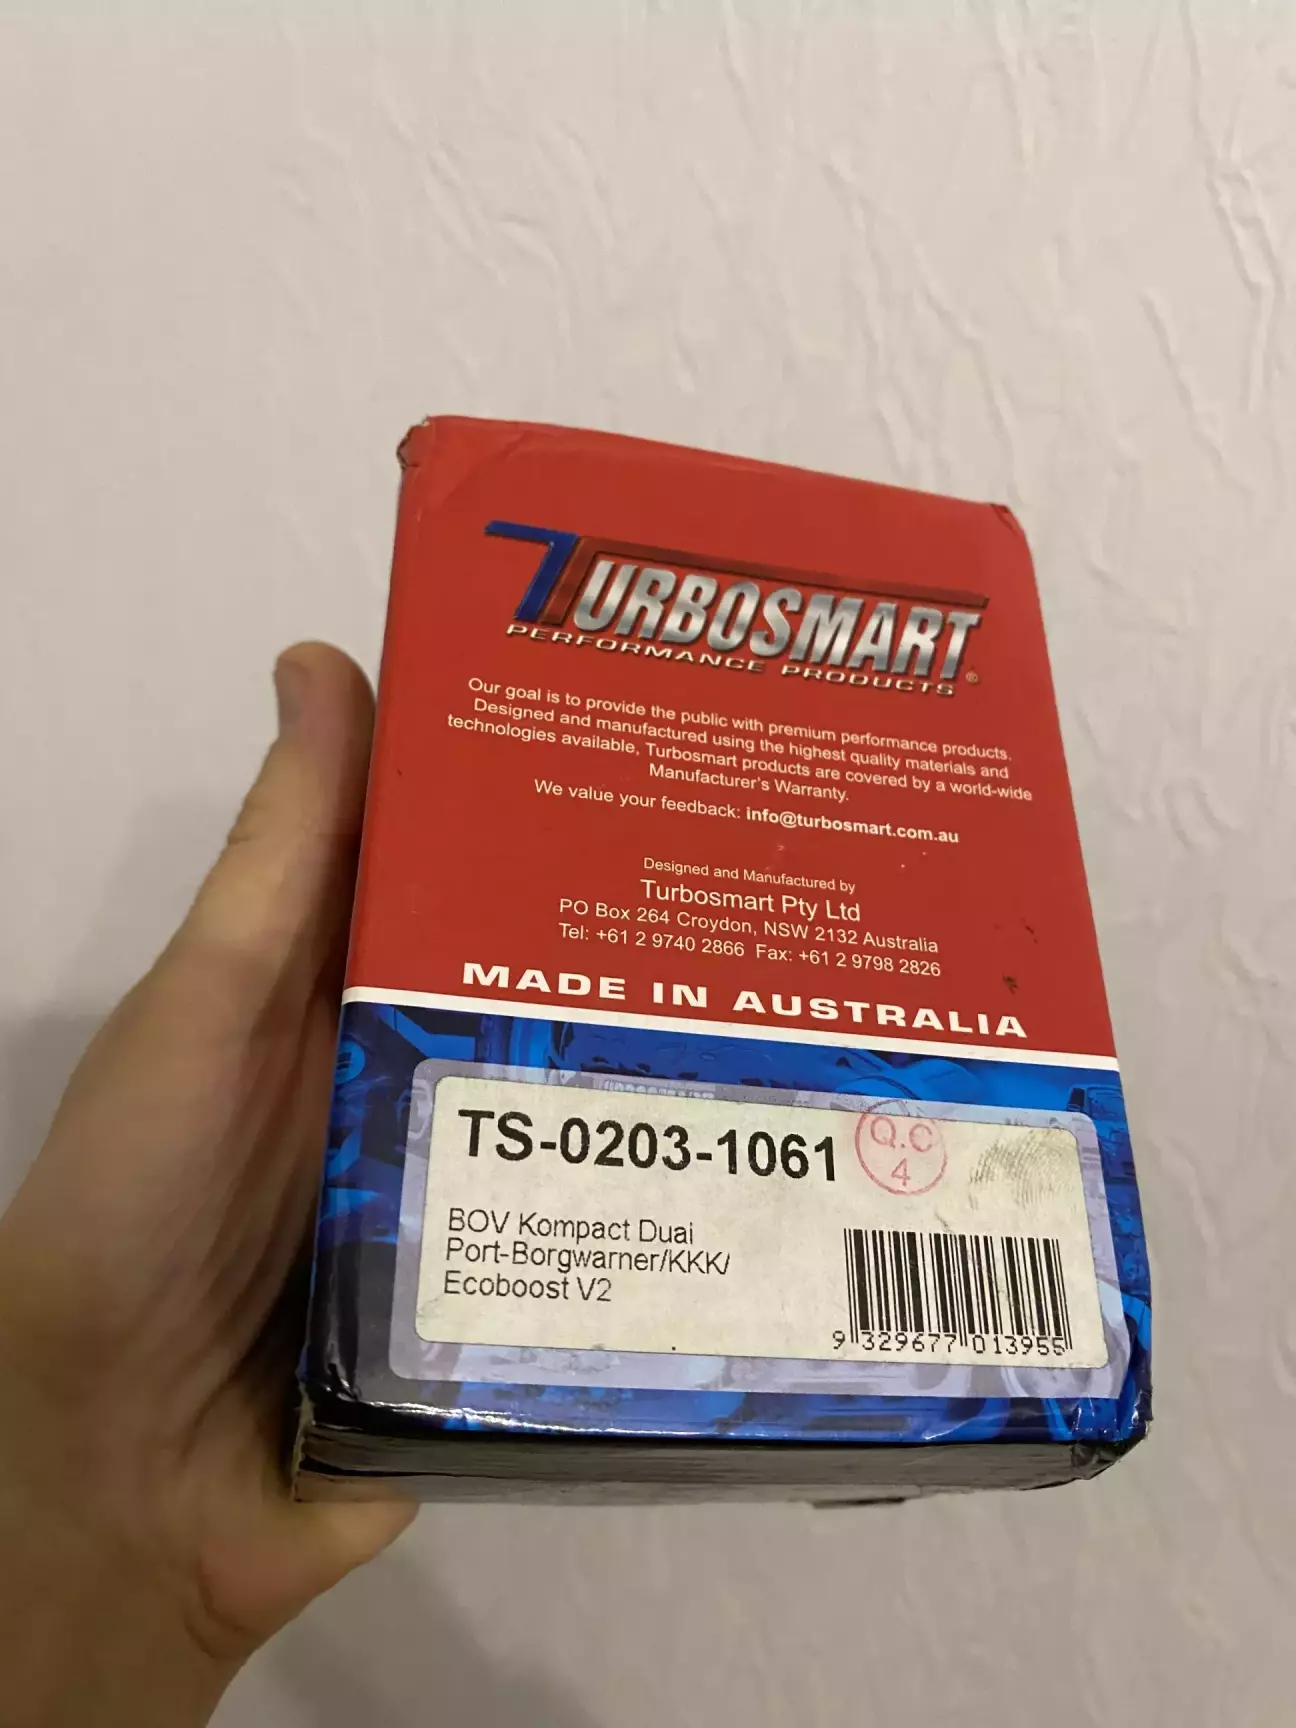 TURBOSMART®
PERFORMANCE PRODUCTS
Our goal is to provide the public with premium performance products.
Designed and manufactured using the highest quality materials and
technologies available, Turbosmart products are covered by a world-wide
Manufacturer's Warranty.
We value your feedback: info@turbosmart.com.au
Designed and Manufactured by
Turbosmart Pty Ltd
PO Box 264 Croydon, NSW 2132 Australia
Tel: +61 2 9740 2866 Fax: +61 2 9798 2826
MADE IN AUSTRALIA
TS-0203-1061
Q.C
4
BOV Kompact Dual
Port-Borgwarner/KKK/
Ecoboost V2
9 329677 013955